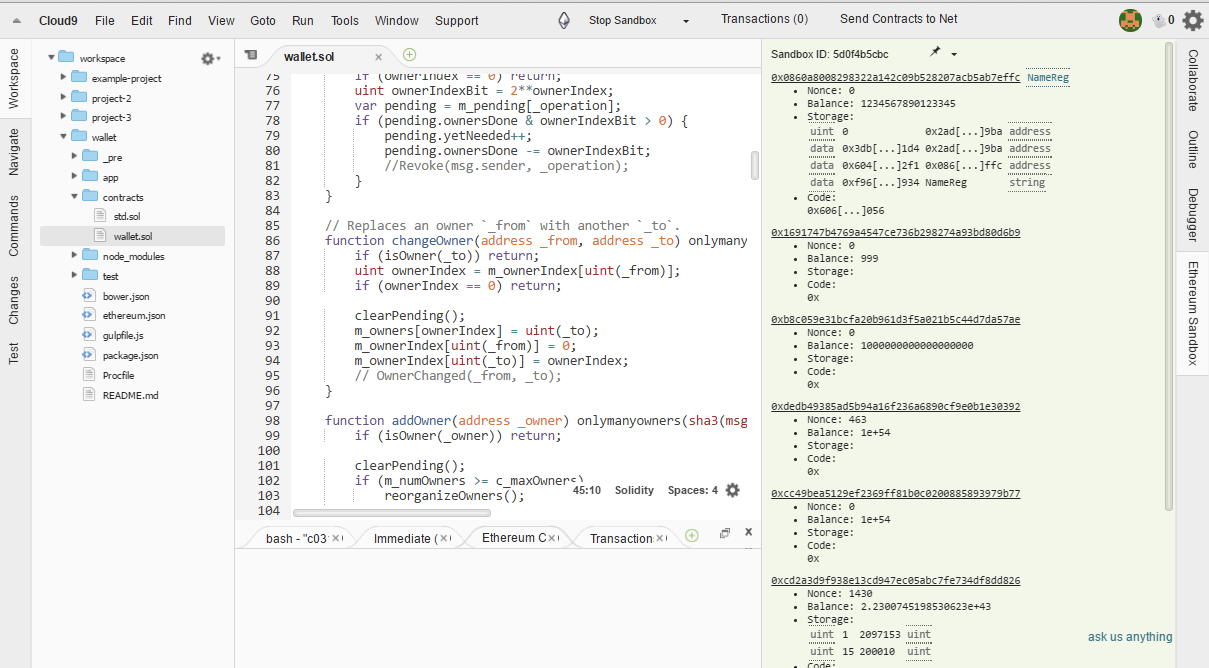 Cloud9 File Edit Find View Goto Run Tools Window Support Stop Sandbox Transactions (0) Send Contracts to Net 0
Workspace
Navigate
Commands
Changes
Test
workspace
example-project
project-2
project-3
wallet
_pre
app
contracts
std.sol
wallet.sol
node_modules
test
bower.json
ethereum.json
gulpfile.js
package.json
Procfile
README.md
wallet.sol
75 if (ownerIndex == 0) return;
76 uint ownerIndexBit = 2**ownerIndex;
77 var pending = m_pending[_operation];
78 if (pending.ownersDone & ownerIndexBit > 0) {
79 pending.yetNeeded++;
80 pending.ownersDone -= ownerIndexBit;
81 //Revoke(msg.sender, _operation);
82 }
83 }
84
85 // Replaces an owner `_from` with another `_to`.
86 function changeOwner(address _from, address _to) onlymany
87 if (isOwner(_to)) return;
88 uint ownerIndex = m_ownerIndex[uint(_from)];
89 if (ownerIndex == 0) return;
90
91 clearPending();
92 m_owners[ownerIndex] = uint(_to);
93 m_ownerIndex[uint(_from)] = 0;
94 m_ownerIndex[uint(_to)] = ownerIndex;
95 // OwnerChanged(_from, _to);
96 }
97
98 function addOwner(address _owner) onlymanyowners(sha3(msg
99 if (isOwner(_owner)) return;
100
101 clearPending();
102 if (m_numOwners >= c_maxOwners)
103 reorganizeOwners();
104
45:10 Solidity Spaces: 4
bash - "c03 Immediate ( Ethereum C Transaction
Sandbox ID: 5d0f4b5cbc
0x0860a8008298322a142c09b528207acb5ab7effc NameReg
Nonce: 0
Balance: 1234567890123345
Storage:
uint 0 0x2ad[...]9ba address
data 0x3db[...]1d4 0x2ad[...]9ba address
data 0x604[...]2f1 0x086[...]ffc address
data 0xf96[...]934 NameReg string
Code:
0x606[...]056
0x1691747b4769a4547ce736b298274a93bd80d6b9
Nonce: 0
Balance: 999
Storage:
Code:
0x
0xb8c059e31bcfa20b961d3f5a021b5c44d7da57ae
Nonce: 0
Balance: 1000000000000000000
Storage:
Code:
0x
0xdedb49385ad5b94a16f236a6890cf9e0b1e30392
Nonce: 463
Balance: 1e+54
Storage:
Code:
0x
0xcc49bea5129ef2369ff81b0c0200885893979b77
Nonce: 0
Balance: 1e+54
Storage:
Code:
0x
0xcd2a3d9f938e13cd947ec05abc7fe734df8dd826
Nonce: 1430
Balance: 2.2300745198530623e+43
Storage:
uint 1 2097153 uint
uint 15 200010 uint
Code:
ask us anything
Collaborate
Outline
Debugger
Ethereum Sandbox